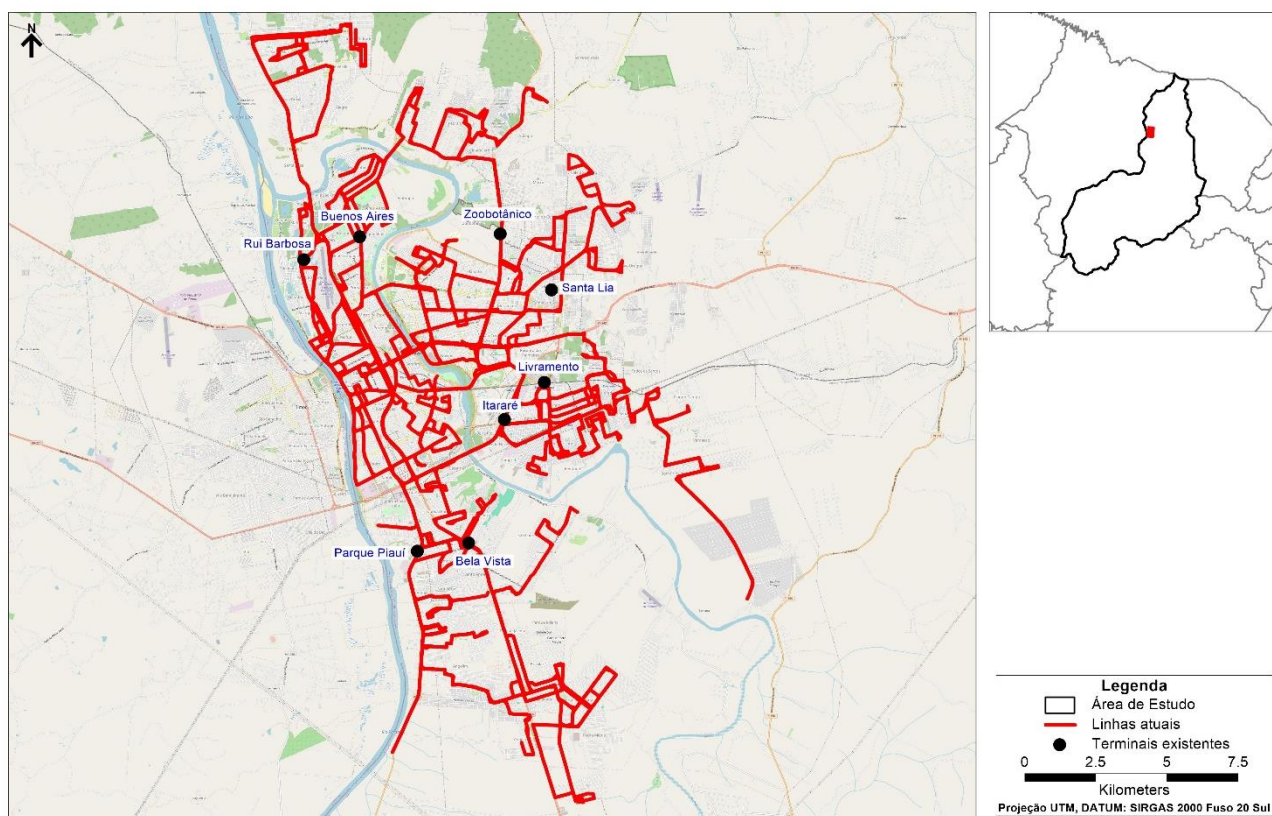 N
Buenos Aires
Zoobotânico
Rui Barbosa
Santa Lia
Livramento
Itararé
Parque Piauí
Bela Vista
Legenda
Área de Estudo
Linhas atuais
Terminais existentes
0 2.5 5 7.5
Kilometers
Projeção UTM, DATUM: SIRGAS 2000 Fuso 20 Sul